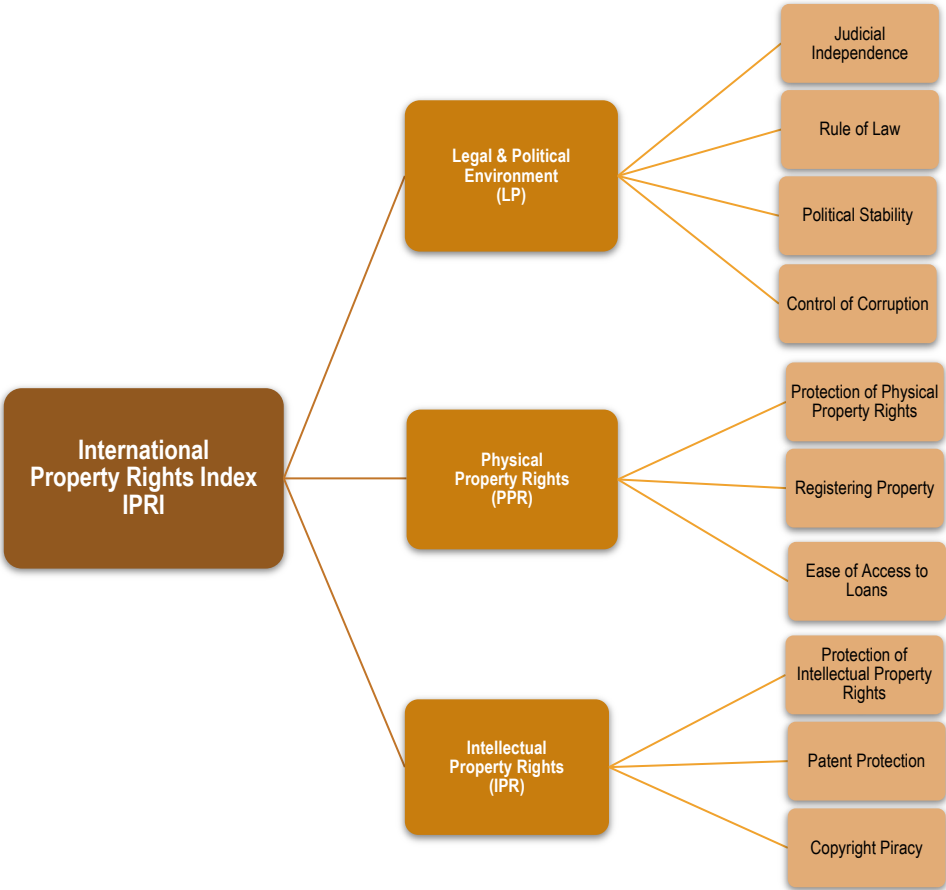 International
Property Rights Index
IPRI
Legal & Political
Environment
(LP)
Judicial
Independence
Rule of Law
Political Stability
Control of Corruption
Physical
Property Rights
(PPR)
Protection of Physical
Property Rights
Registering Property
Ease of Access to
Loans
Intellectual
Property Rights
(IPR)
Protection of
Intellectual Property
Rights
Patent Protection
Copyright Piracy